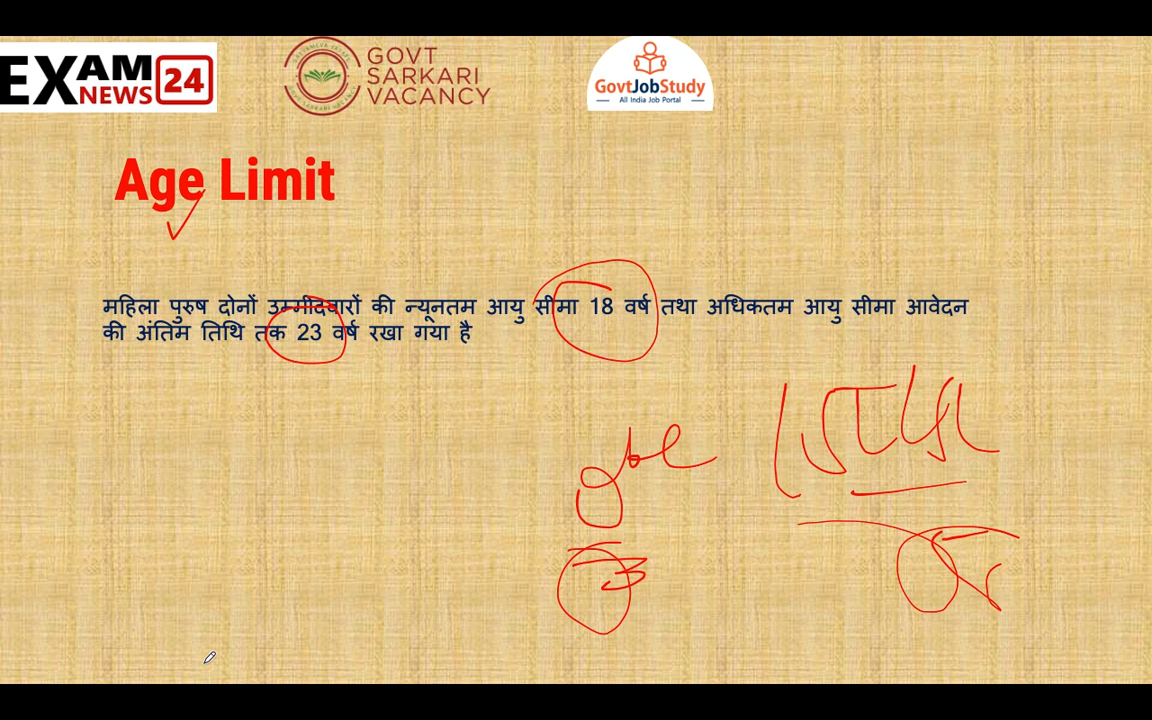 EXAM
NEWS 24
GOVT
SARKARI
VACANCY
GovtJobStudy
All India Job Portal
Age Limit
महिला पुरुष दोनों उम्मीदवारों की न्यूनतम आयु सीमा 18 वर्ष तथा अधिकतम आयु सीमा आवेदन
की अंतिम तिथि तक 23 वर्ष रखा गया है